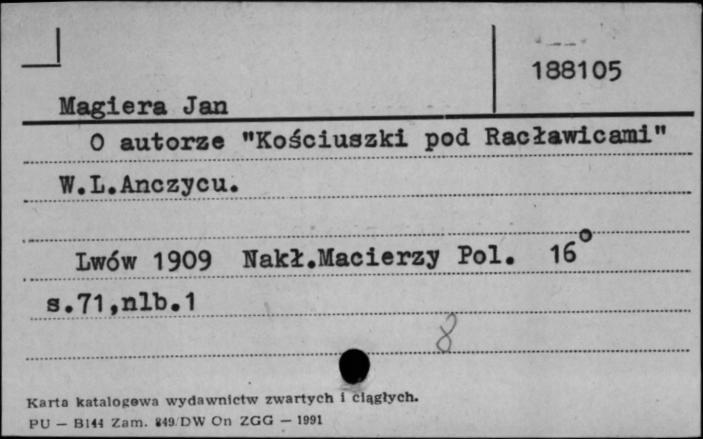 188105
Magiera Jan
O autorze "Kościuszki pod Racławicami"
W.L.Anczycu.
Lwów 1909 Nakł.Macierzy Pol. 16°
s.71,nlb.1
8
Karta katalogowa wydawnictw zwartych i ciągłych.
PU — B144 Zam. 849/DW On ZGG — 1991